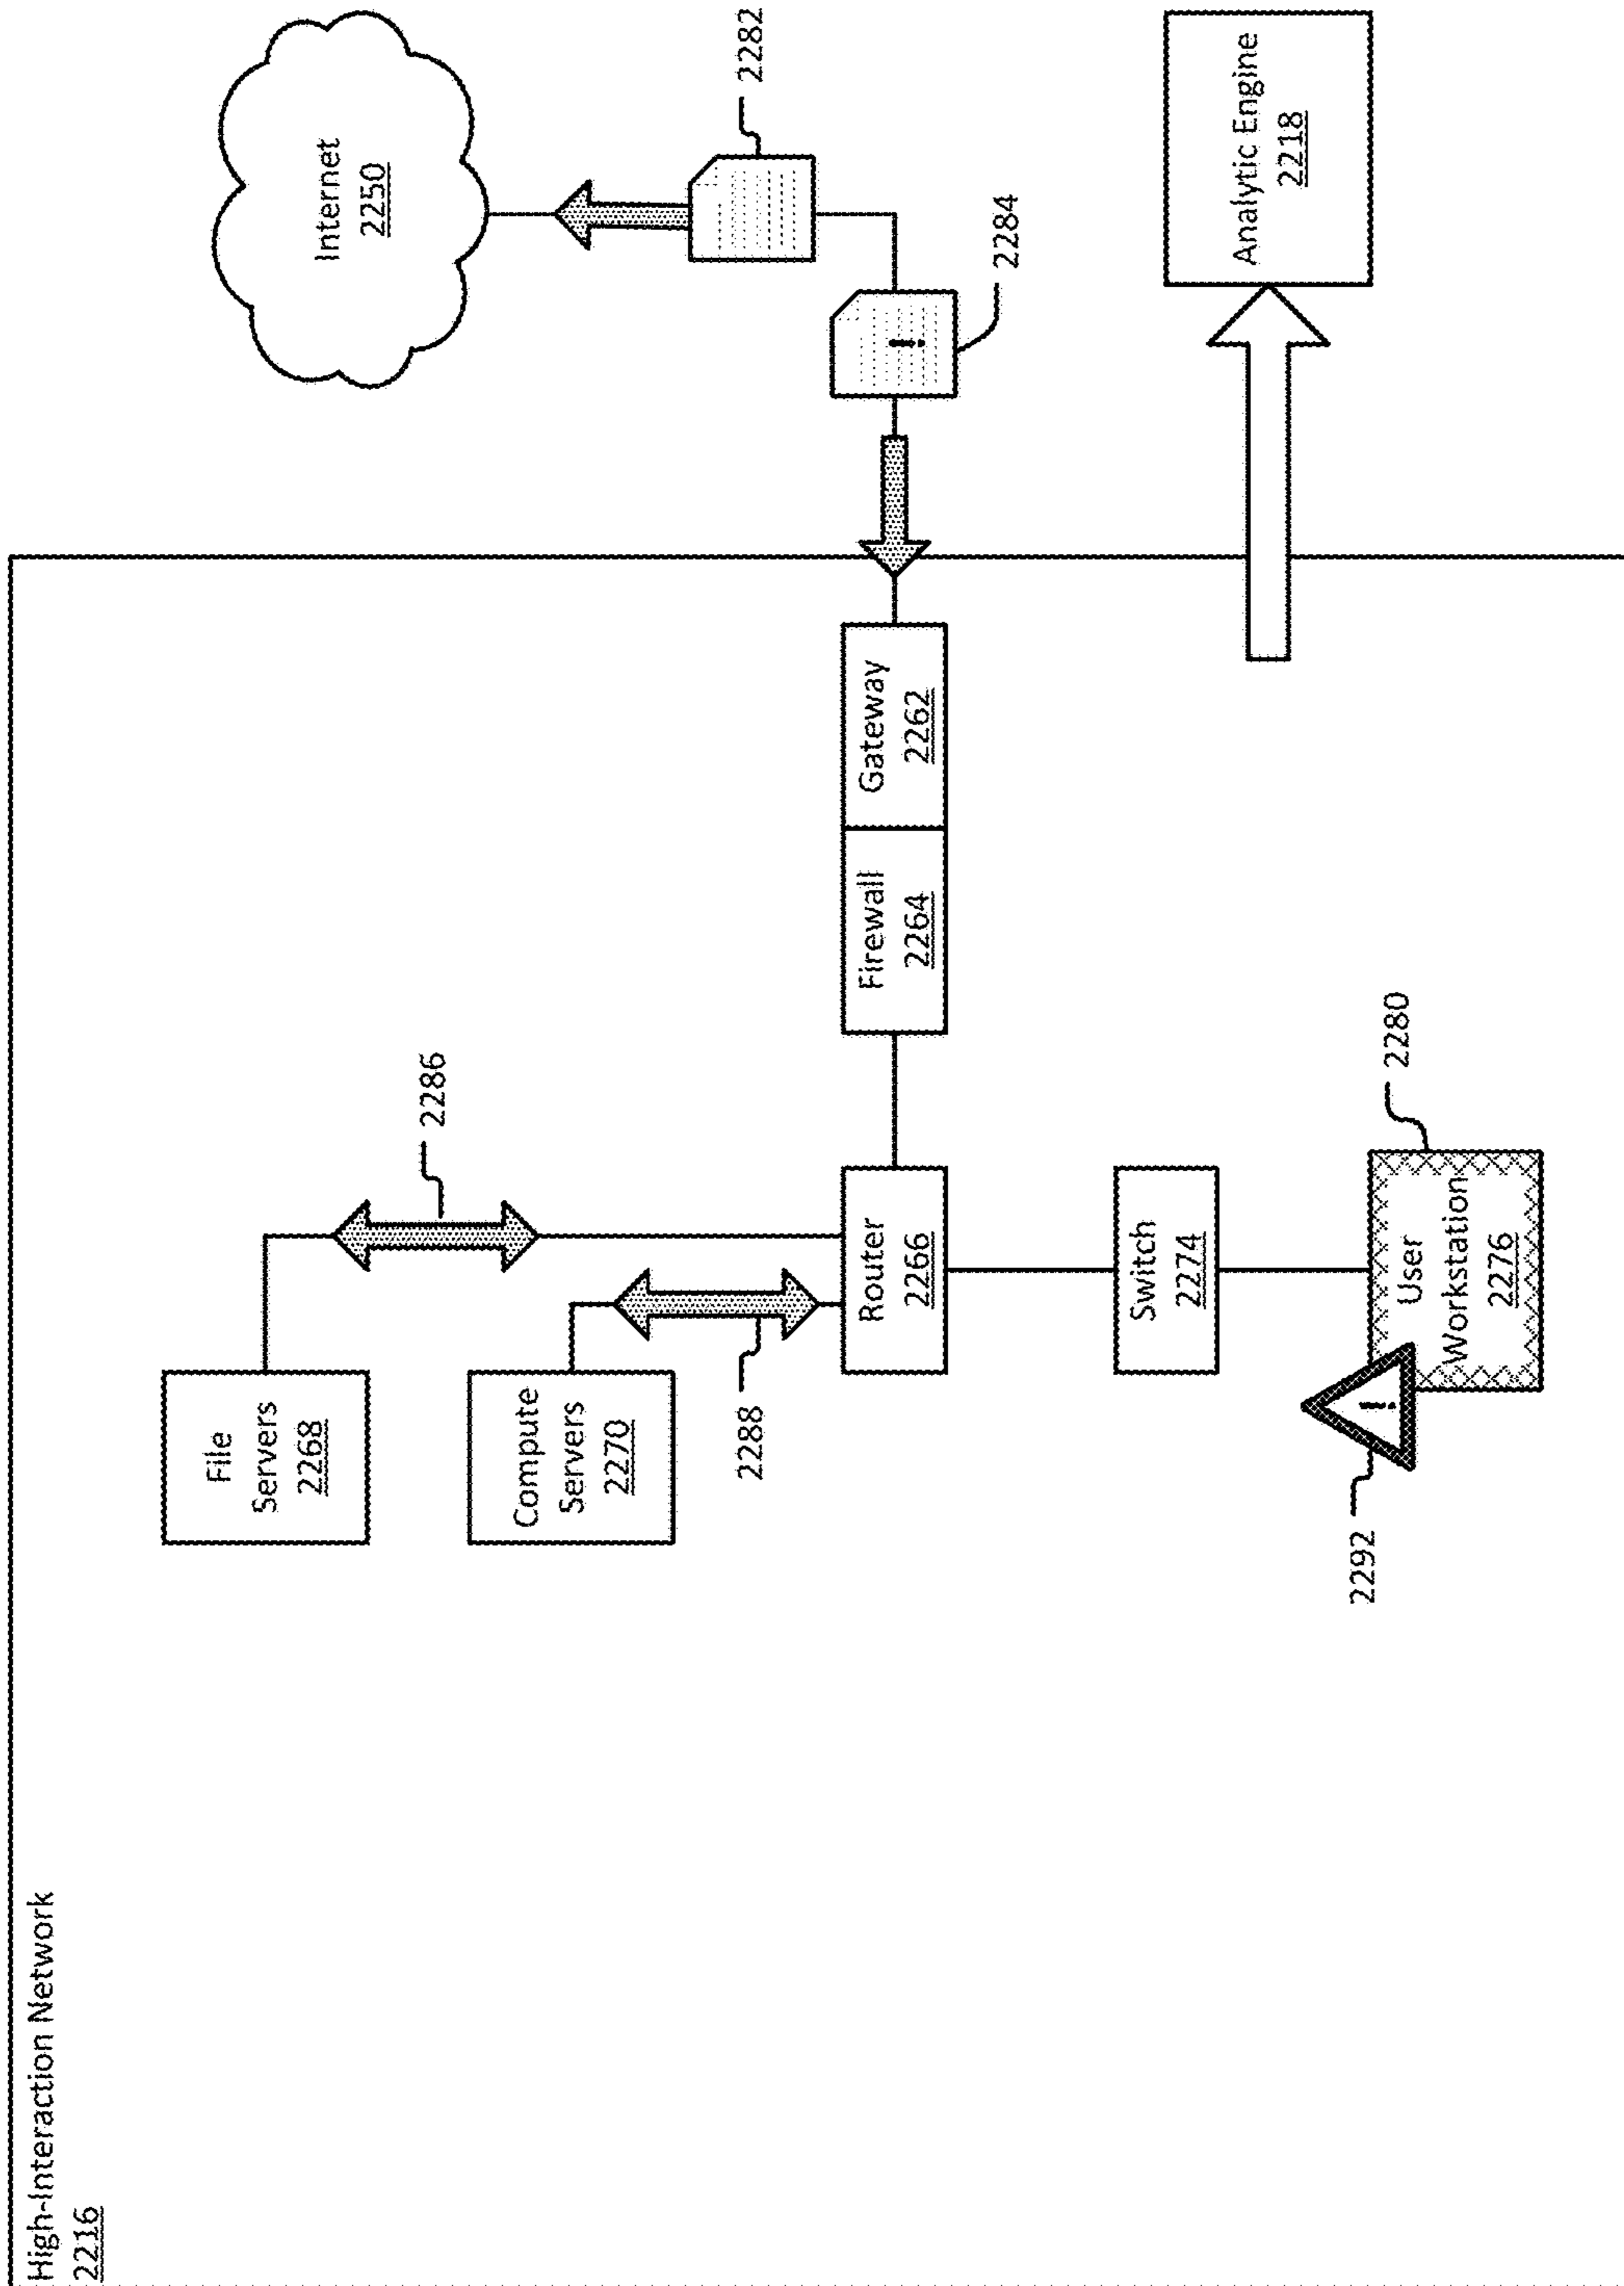 High-Interaction Network
2216
File
Servers
2268
Compute
Servers
2270
2286
2288
Router
2266
Firewall
2264
Gateway
2262
Internet
2250
2282
2284
Switch
2274
User
Workstation
2276
2280
2292
!
!
Analytic Engine
2218